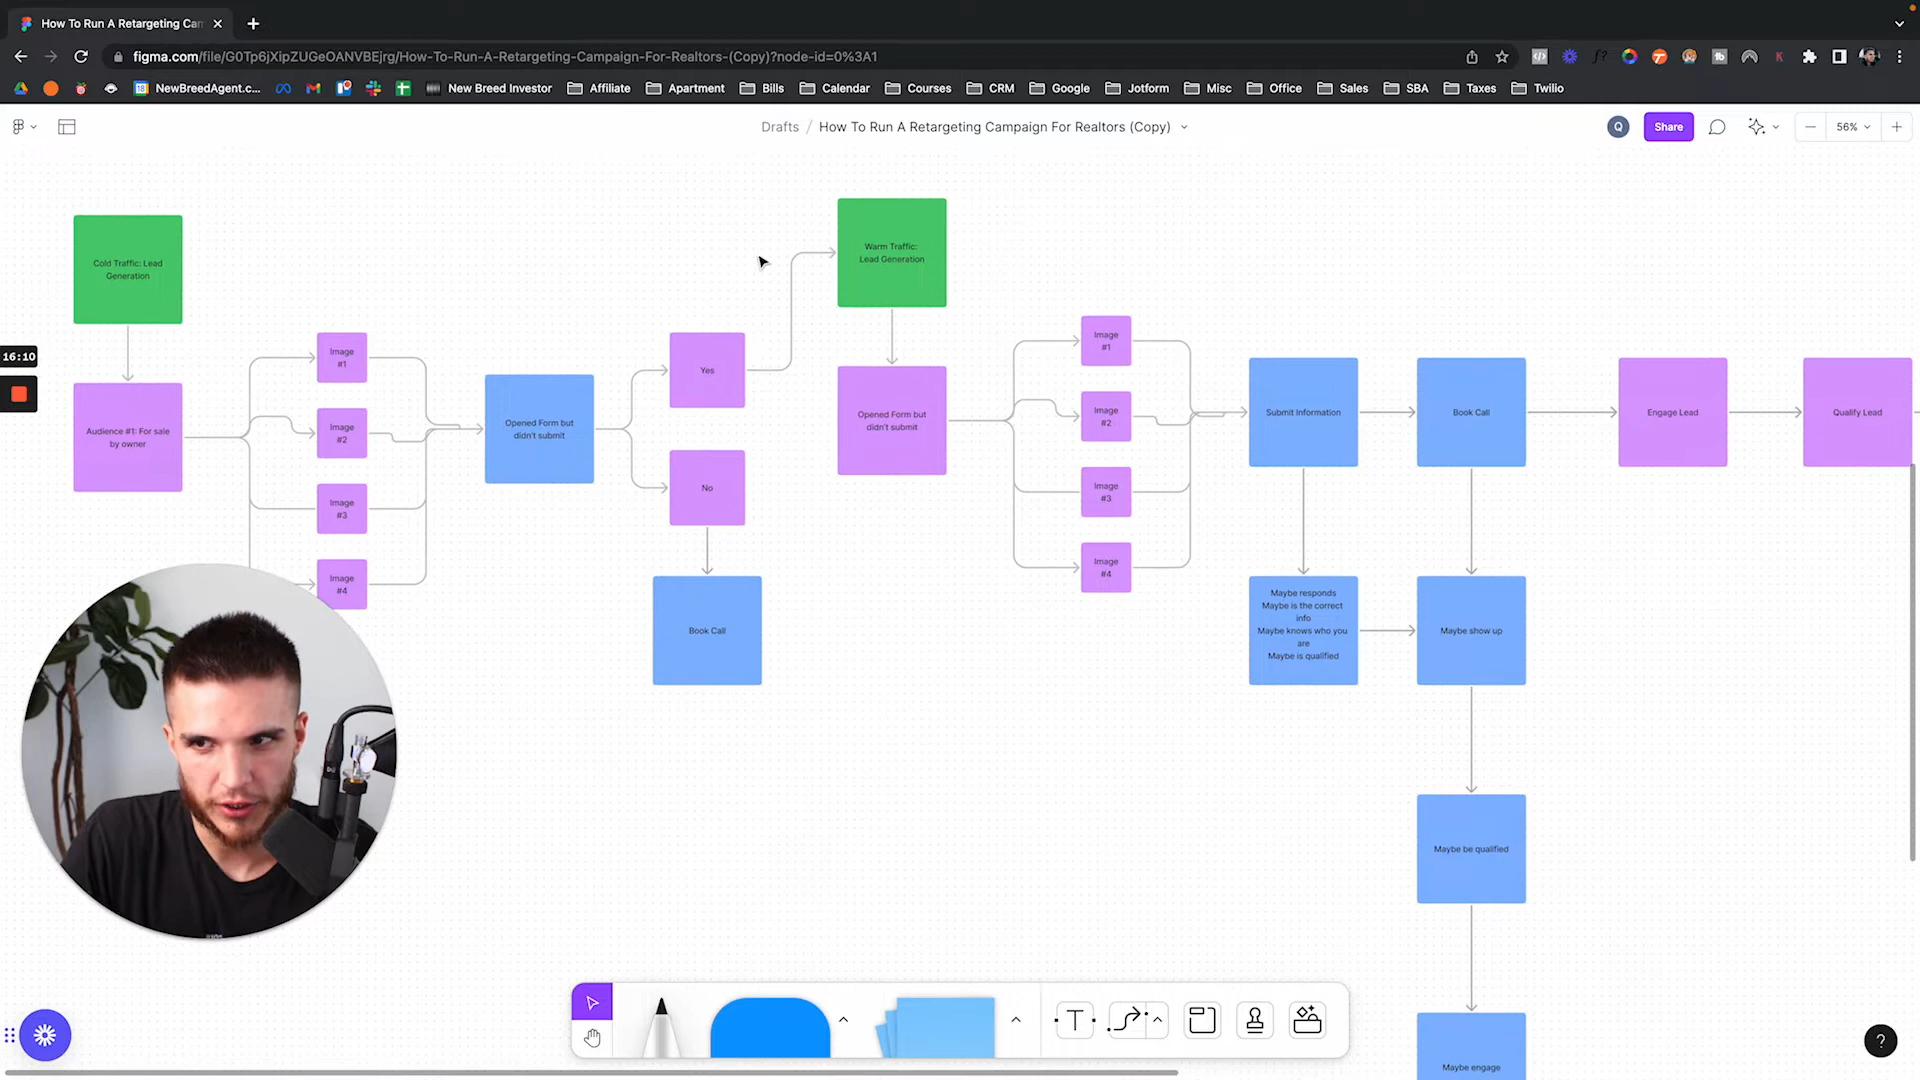 How To Run A Retargeting Car
figma.com/file/G0Tp6jXipZUGeOANVBEjrg/How-To-Run-A-Retargeting-Campaign-For-Realtors-(Copy)?node-id=0%3A1
NewBreedAgent.c...
New Breed Investor
Affiliate
Apartment
Bills
Calendar
Courses
CRM
Google
Jotform
Misc
Office
Sales
SBA
Taxes
Twilio
Drafts / How To Run A Retargeting Campaign For Realtors (Copy)
Q
Share
56%
Cold Traffic: Lead
Generation
Warm Traffic:
Lead Generation
16:10
Audience #1: For sale
by owner
Image
#1
Image
#2
Image
#3
Image
#4
Opened Form but
didn't submit
Yes
No
Book Call
Opened Form but
didn't submit
Image
#1
Image
#2
Image
#3
Image
#4
Submit Information
Book Call
Engage Lead
Qualify Lead
Maybe responds
Maybe is the correct
info
Maybe knows who you
are
Maybe is qualified
Maybe show up
Maybe be qualified
Maybe engage
T
?